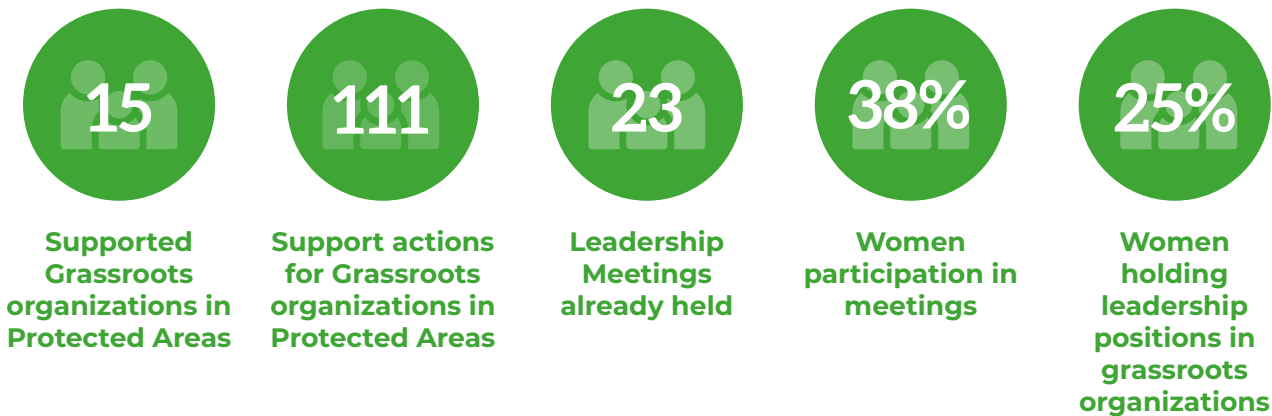 15
Supported
Grassroots
organizations in
Protected Areas
111
Support actions
for Grassroots
organizations in
Protected Areas
23
Leadership
Meetings
already held
38%
Women
participation in
meetings
25%
Women
holding
leadership
positions in
grassroots
organizations